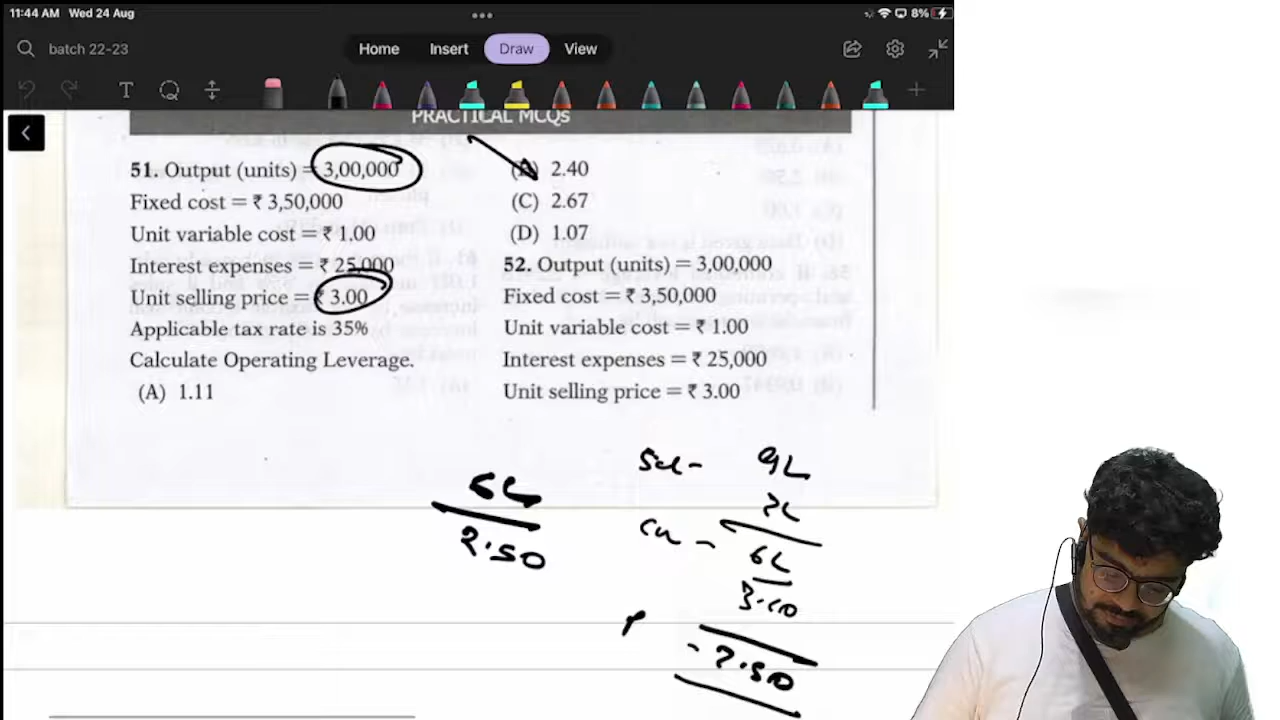 11:44 AM Wed 24 Aug
8%
batch 22-23
Home Insert Draw View
PRACTICAL MCQs
51. Output (units) = 3,00,000
Fixed cost = ₹ 3,50,000
Unit variable cost = ₹ 1.00
Interest expenses = ₹ 25,000
Unit selling price = ₹ 3.00
Applicable tax rate is 35%
Calculate Operating Leverage.
(A) 1.11
2.40
(C) 2.67
(D) 1.07
52. Output (units) = 3,00,000
Fixed cost = ₹ 3,50,000
Unit variable cost = ₹ 1.00
Interest expenses = ₹ 25,000
Unit selling price = ₹ 3.00
6L
2.50
9L
3L
6L
2.50